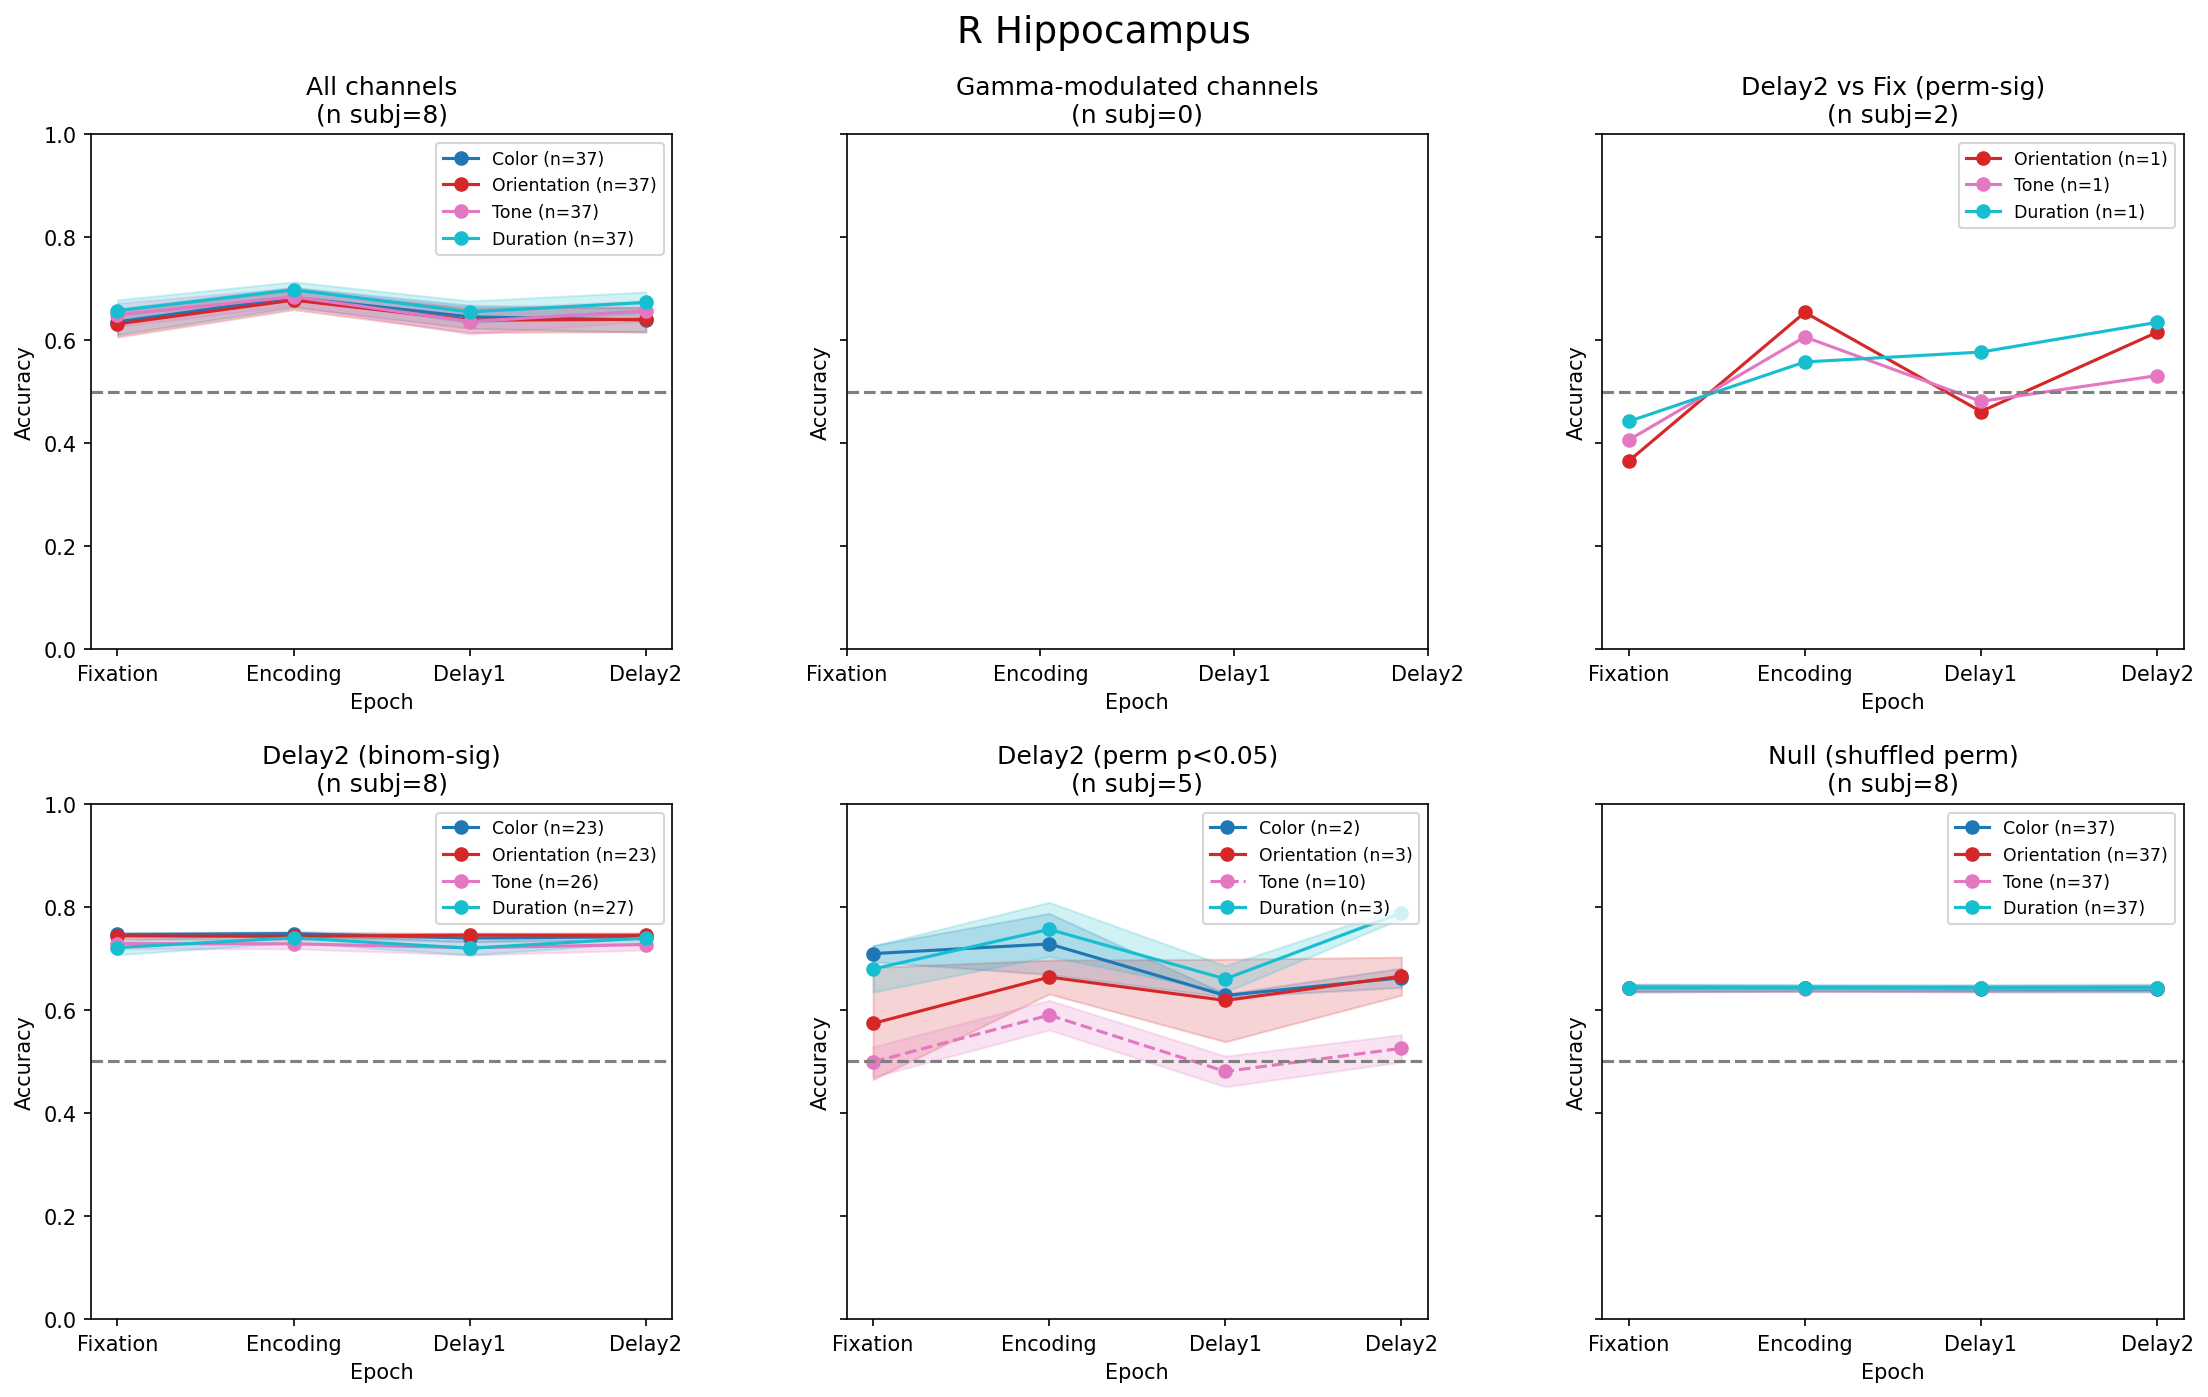 R Hippocampus
All channels
(n subj=8)
Accuracy
1.0
0.8
0.6
0.4
0.2
0.0
Color (n=37)
Orientation (n=37)
Tone (n=37)
Duration (n=37)
Fixation Encoding Delay1 Delay2
Epoch
Gamma-modulated channels
(n subj=0)
Accuracy
Fixation Encoding Delay1 Delay2
Epoch
Delay2 vs Fix (perm-sig)
(n subj=2)
Accuracy
Orientation (n=1)
Tone (n=1)
Duration (n=1)
Fixation Encoding Delay1 Delay2
Epoch
Delay2 (binom-sig)
(n subj=8)
Accuracy
1.0
0.8
0.6
0.4
0.2
0.0
Color (n=23)
Orientation (n=23)
Tone (n=26)
Duration (n=27)
Fixation Encoding Delay1 Delay2
Epoch
Delay2 (perm p<0.05)
(n subj=5)
Accuracy
Color (n=2)
Orientation (n=3)
Tone (n=10)
Duration (n=3)
Fixation Encoding Delay1 Delay2
Epoch
Null (shuffled perm)
(n subj=8)
Accuracy
Color (n=37)
Orientation (n=37)
Tone (n=37)
Duration (n=37)
Fixation Encoding Delay1 Delay2
Epoch